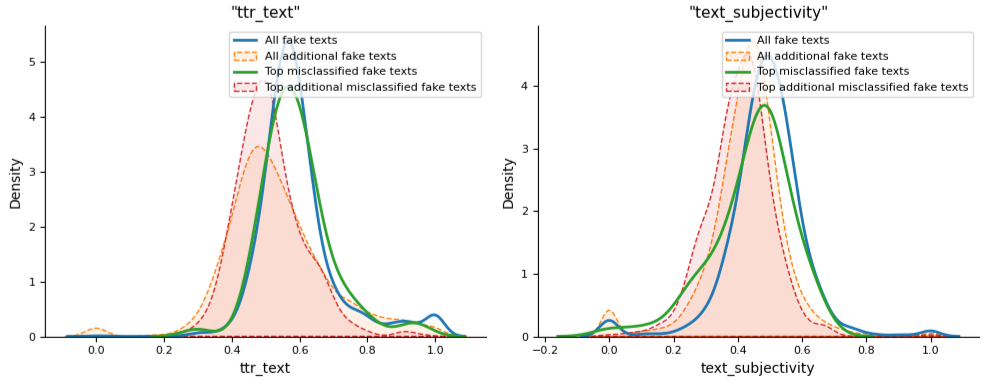 "ttr_text"
All fake texts
All additional fake texts
Top misclassified fake texts
Top additional misclassified fake texts
Density
5
4
3
2
1
0
0.0 0.2 0.4 0.6 0.8 1.0
ttr_text
"text_subjectivity"
All fake texts
All additional fake texts
Top misclassified fake texts
Top additional misclassified fake texts
Density
4
3
2
1
0
−0.2 0.0 0.2 0.4 0.6 0.8 1.0
text_subjectivity